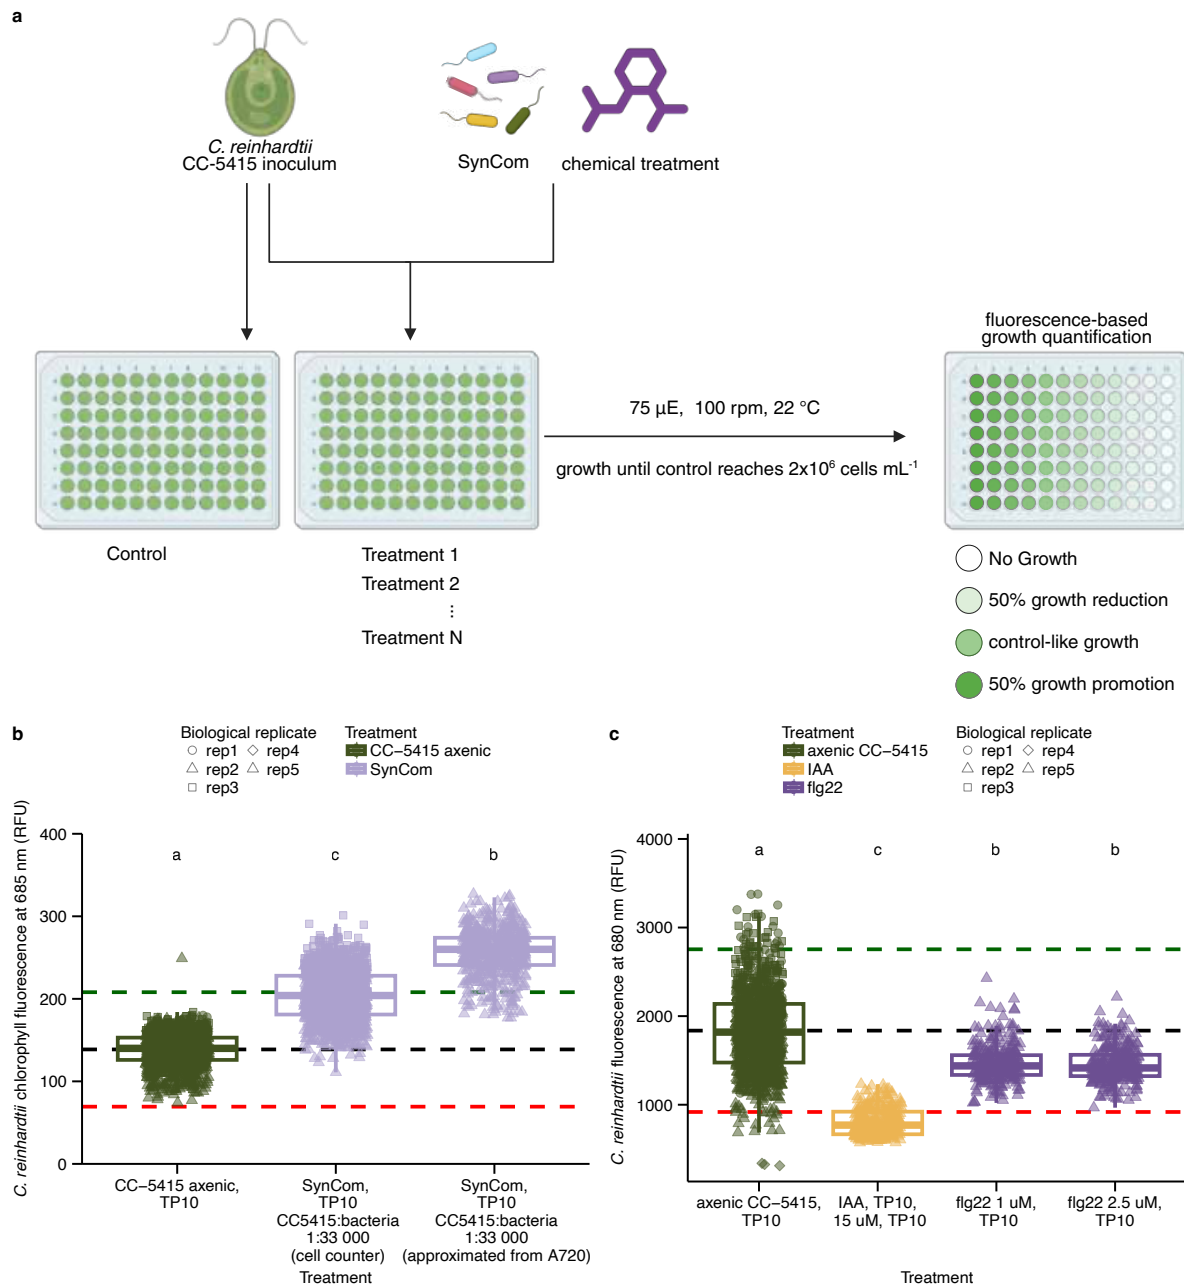 a
C. reinhardtii
CC-5415 inoculum
SynCom
chemical treatment
fluorescence-based
growth quantification
75 µE, 100 rpm, 22 °C
growth until control reaches 2x10⁶ cells mL⁻¹
Control
Treatment 1
Treatment 2
⋮
Treatment N
No Growth
50% growth reduction
control-like growth
50% growth promotion
b
Biological replicate
rep1
rep4
rep2
rep5
rep3
Treatment
CC−5415 axenic
SynCom
C. reinhardtii chlorophyll fluorescence at 685 nm (RFU)
400
300
200
100
0
a
c
b
CC−5415 axenic,
TP10
SynCom,
TP10
CC5415:bacteria
1:33 000
(cell counter)
SynCom,
TP10
CC5415:bacteria
1:33 000
(approximated from A720)
Treatment
c
Treatment
axenic CC−5415
IAA
flg22
Biological replicate
rep1
rep4
rep2
rep5
rep3
C. reinhardtii fluorescence at 680 nm (RFU)
4000
3000
2000
1000
a
c
b
b
axenic CC−5415,
TP10
IAA, TP10,
15 uM, TP10
flg22 1 uM,
TP10
flg22 2.5 uM,
TP10
Treatment